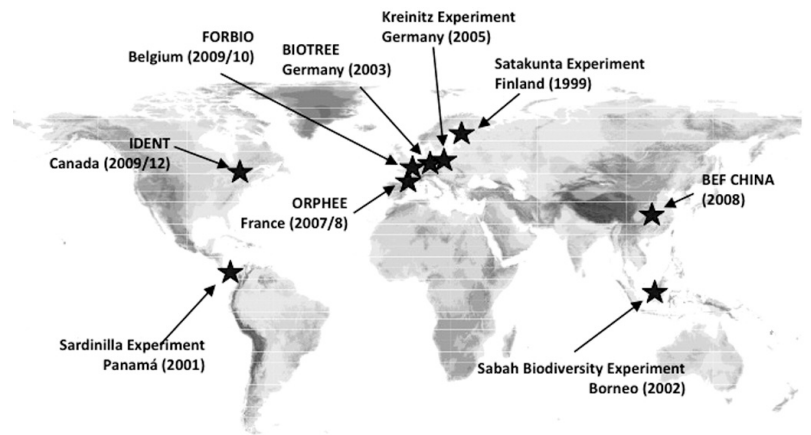 Kreinitz Experiment
Germany (2005)
FORBIO
Belgium (2009/10)
BIOTREE
Germany (2003)
Satakunta Experiment
Finland (1999)
IDENT
Canada (2009/12)
BEF CHINA
(2008)
ORPHEE
France (2007/8)
Sardinilla Experiment
Panamá (2001)
Sabah Biodiversity Experiment
Borneo (2002)